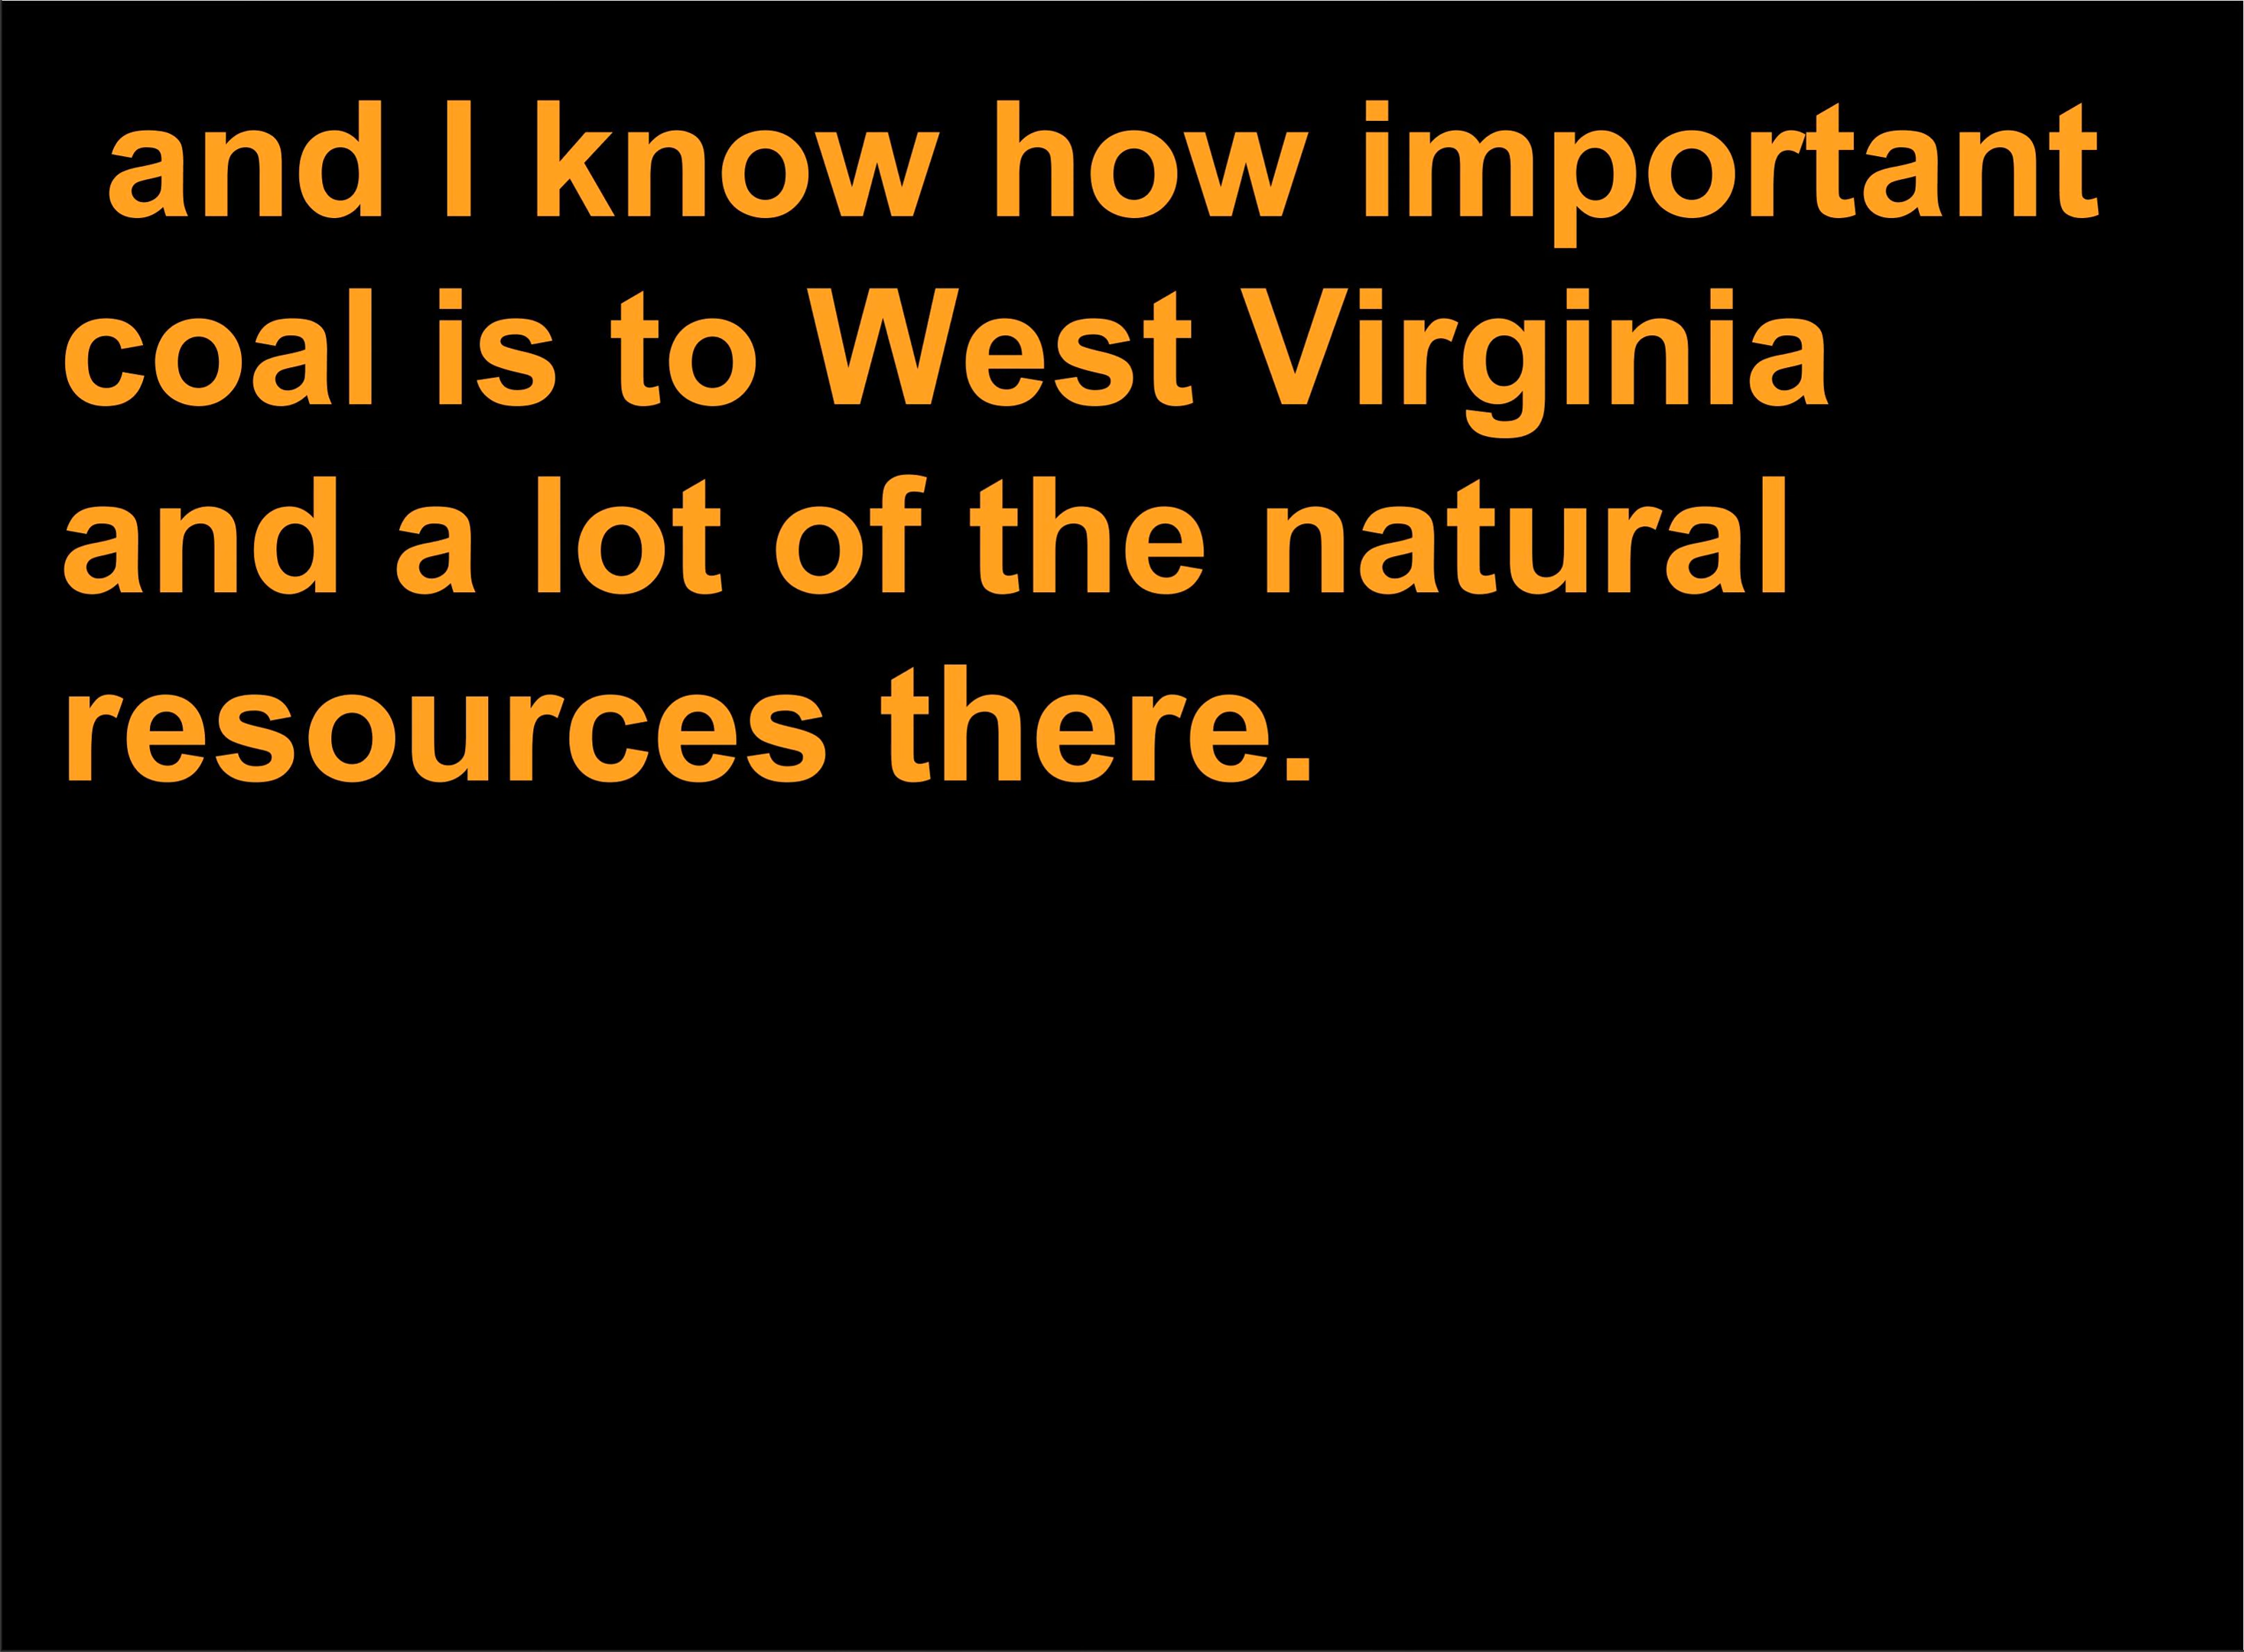 and I know how important
coal is to West Virginia
and a lot of the natural
resources there.